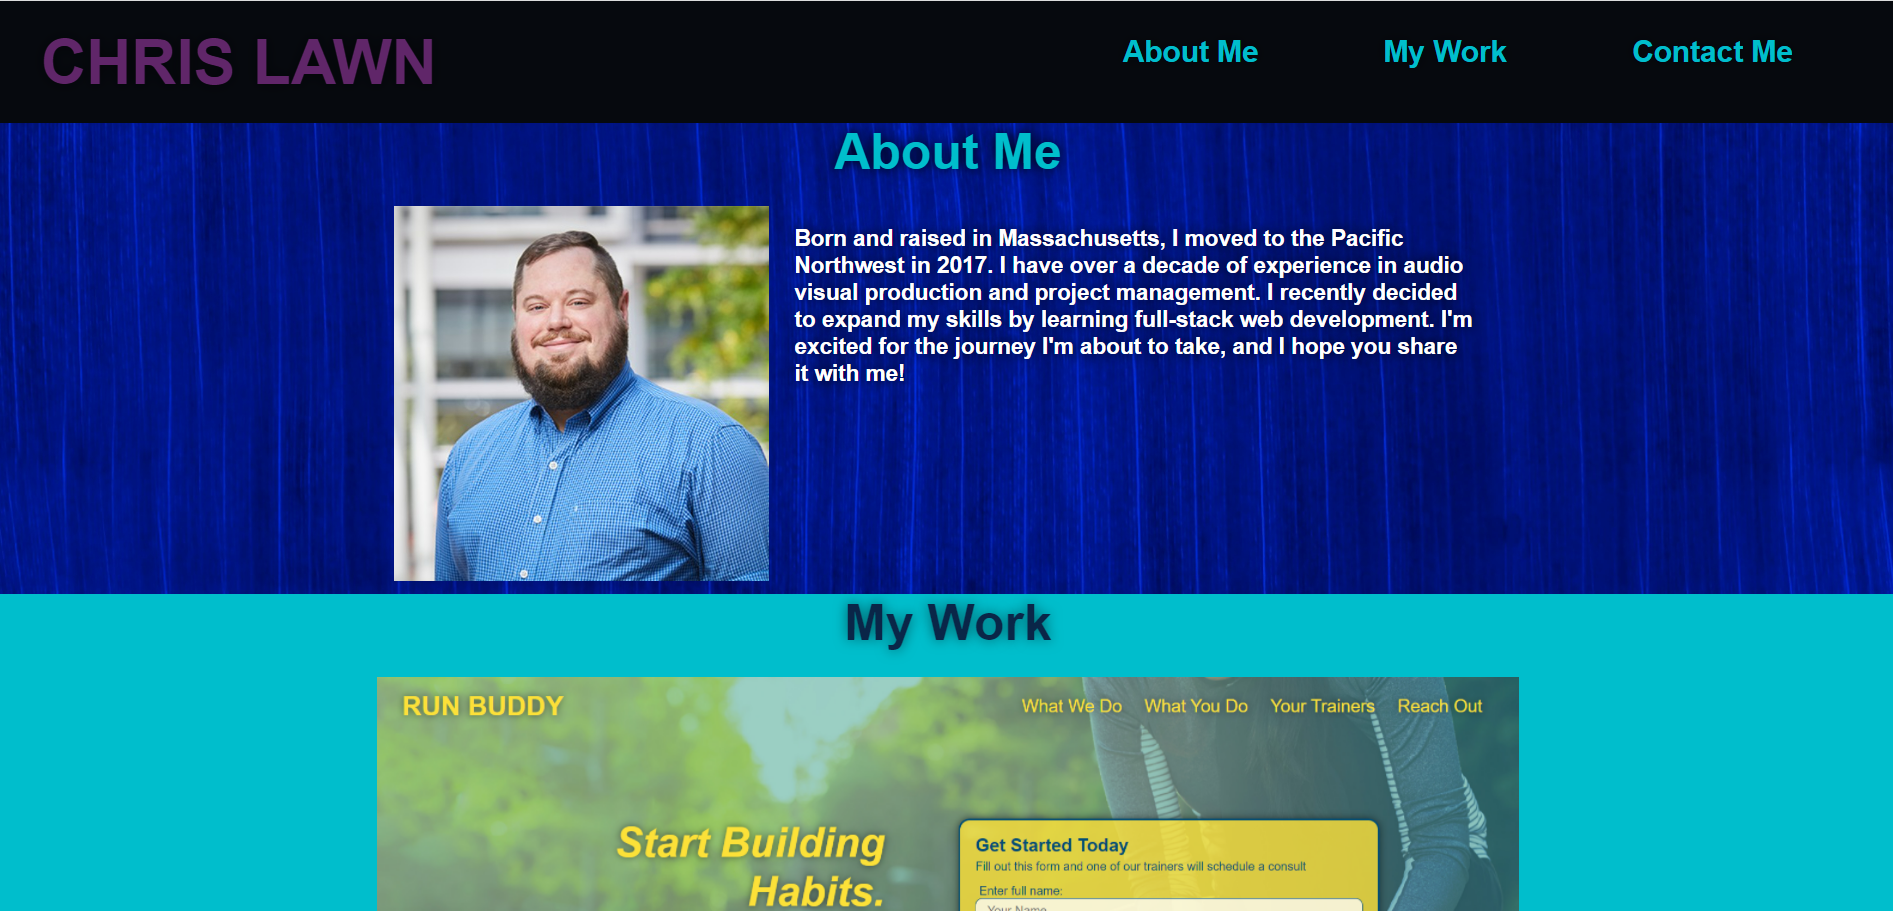 CHRIS LAWN
About Me
My Work
Contact Me
About Me
Born and raised in Massachusetts, I moved to the Pacific
Northwest in 2017. I have over a decade of experience in audio
visual production and project management. I recently decided
to expand my skills by learning full-stack web development. I'm
excited for the journey I'm about to take, and I hope you share
it with me!
My Work
RUN BUDDY
What We Do
What You Do
Your Trainers
Reach Out
Start Building
Habits.
Get Started Today
Fill out this form and one of our trainers will schedule a consult
Enter full name:
Your Name